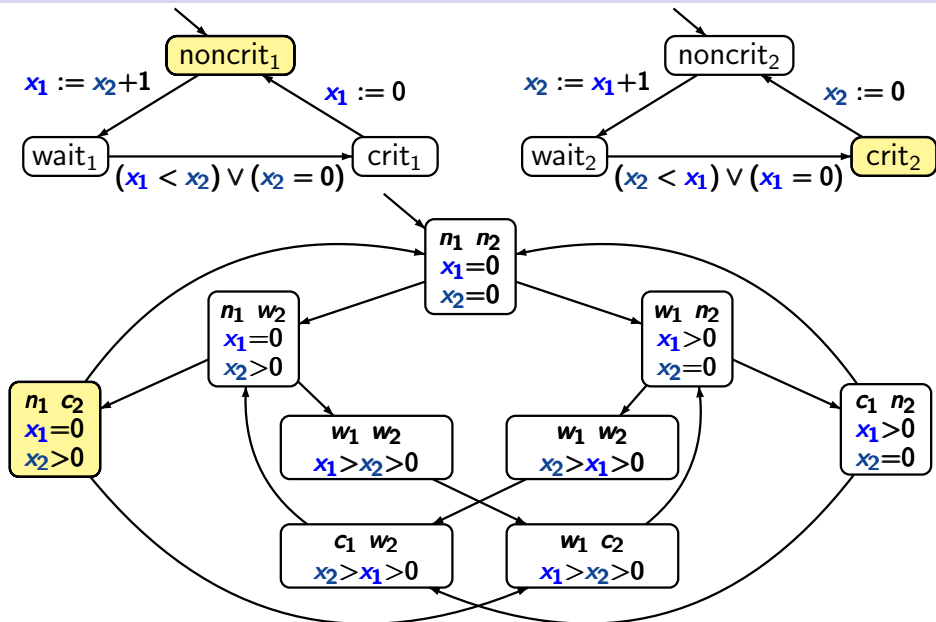 noncrit₁
noncrit₂
x₁ := x₂+1
x₁ := 0
x₂ := x₁+1
x₂ := 0
wait₁
crit₁
wait₂
crit₂
(x₁ < x₂) ∨ (x₂ = 0)
(x₂ < x₁) ∨ (x₁ = 0)
n₁ n₂
x₁=0
x₂=0
n₁ w₂
x₁=0
x₂>0
w₁ n₂
x₁>0
x₂=0
n₁ c₂
x₁=0
x₂>0
w₁ w₂
x₁>x₂>0
w₁ w₂
x₂>x₁>0
c₁ n₂
x₁>0
x₂=0
c₁ w₂
x₂>x₁>0
w₁ c₂
x₁>x₂>0